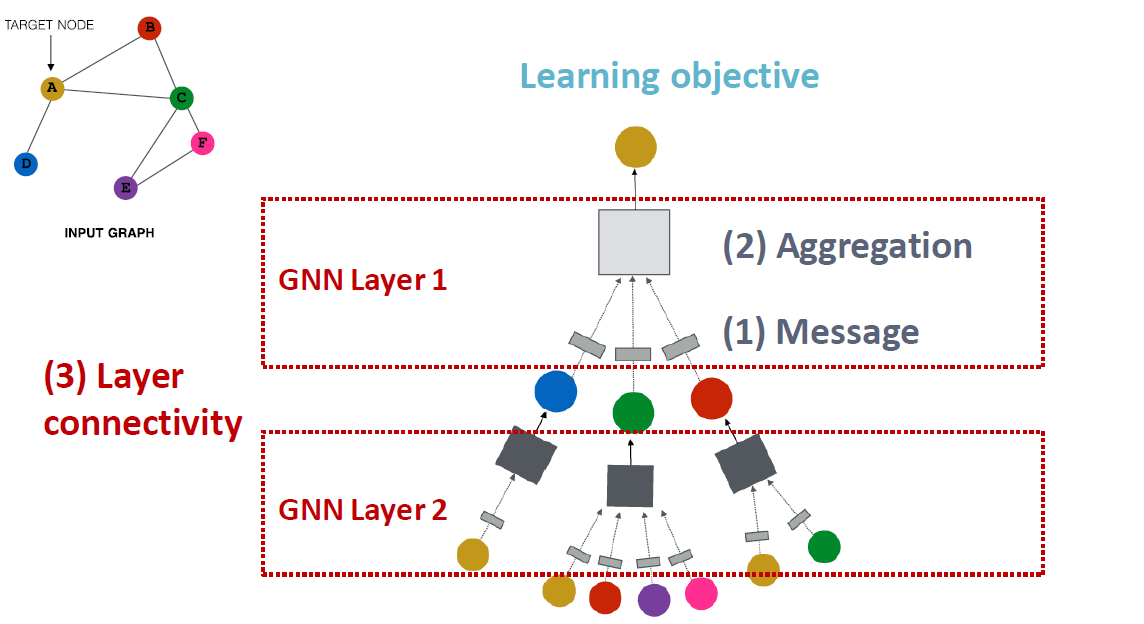 TARGET NODE
B
A
C
F
D
E
INPUT GRAPH
Learning objective
GNN Layer 1
(2) Aggregation
(1) Message
(3) Layer
connectivity
GNN Layer 2